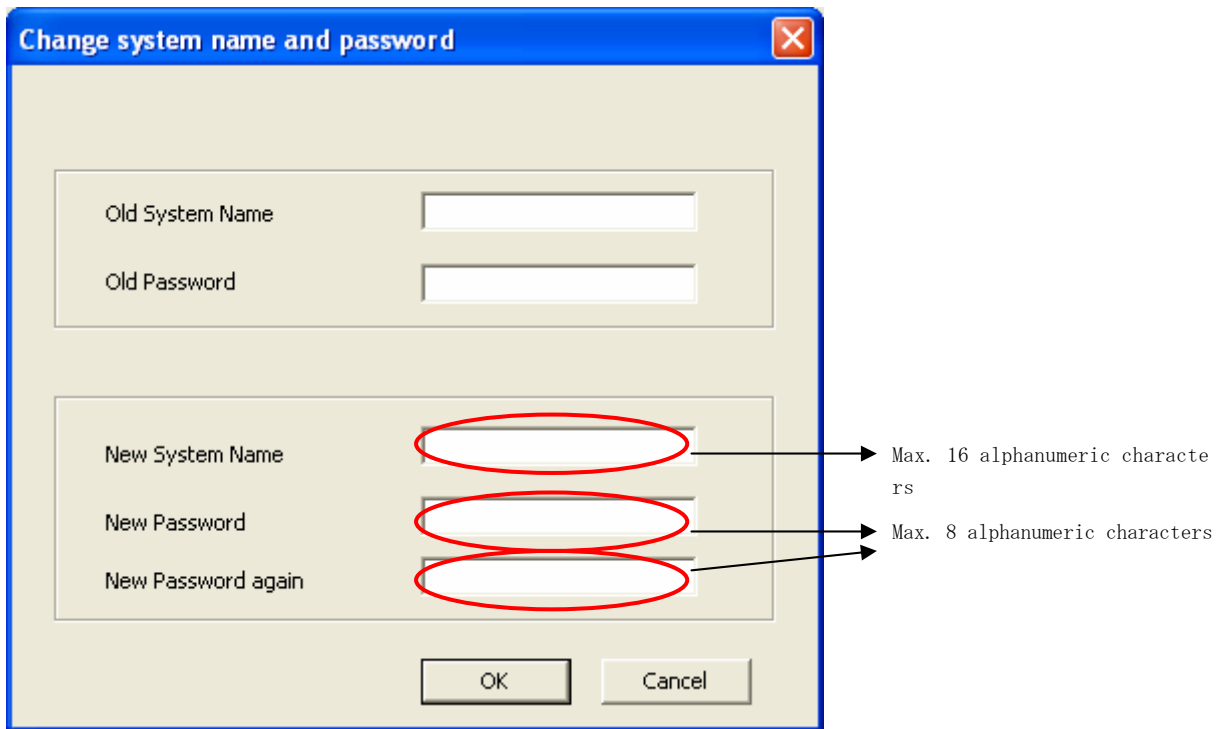 Change system name and password
Old System Name
Old Password
New System Name
Max. 16 alphanumeric characte
rs
New Password
Max. 8 alphanumeric characters
New Password again
OK
Cancel